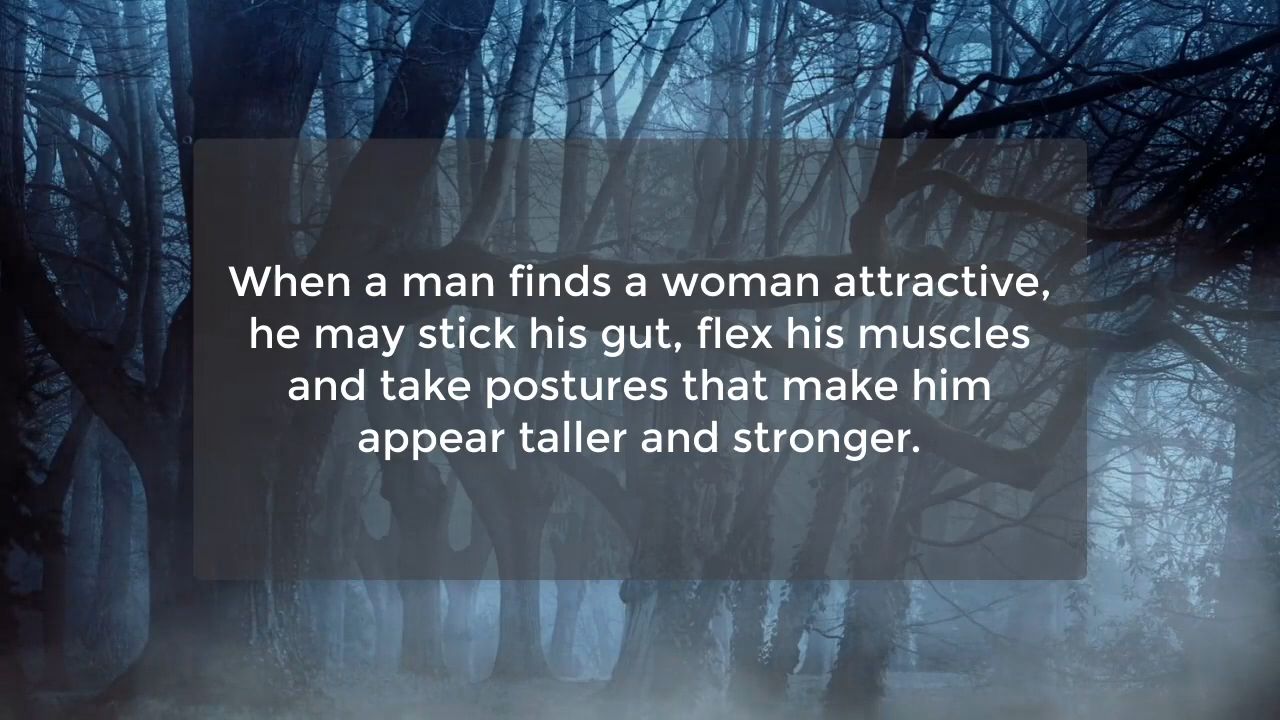 When a man finds a woman attractive,
he may stick his gut, flex his muscles
and take postures that make him
appear taller and stronger.